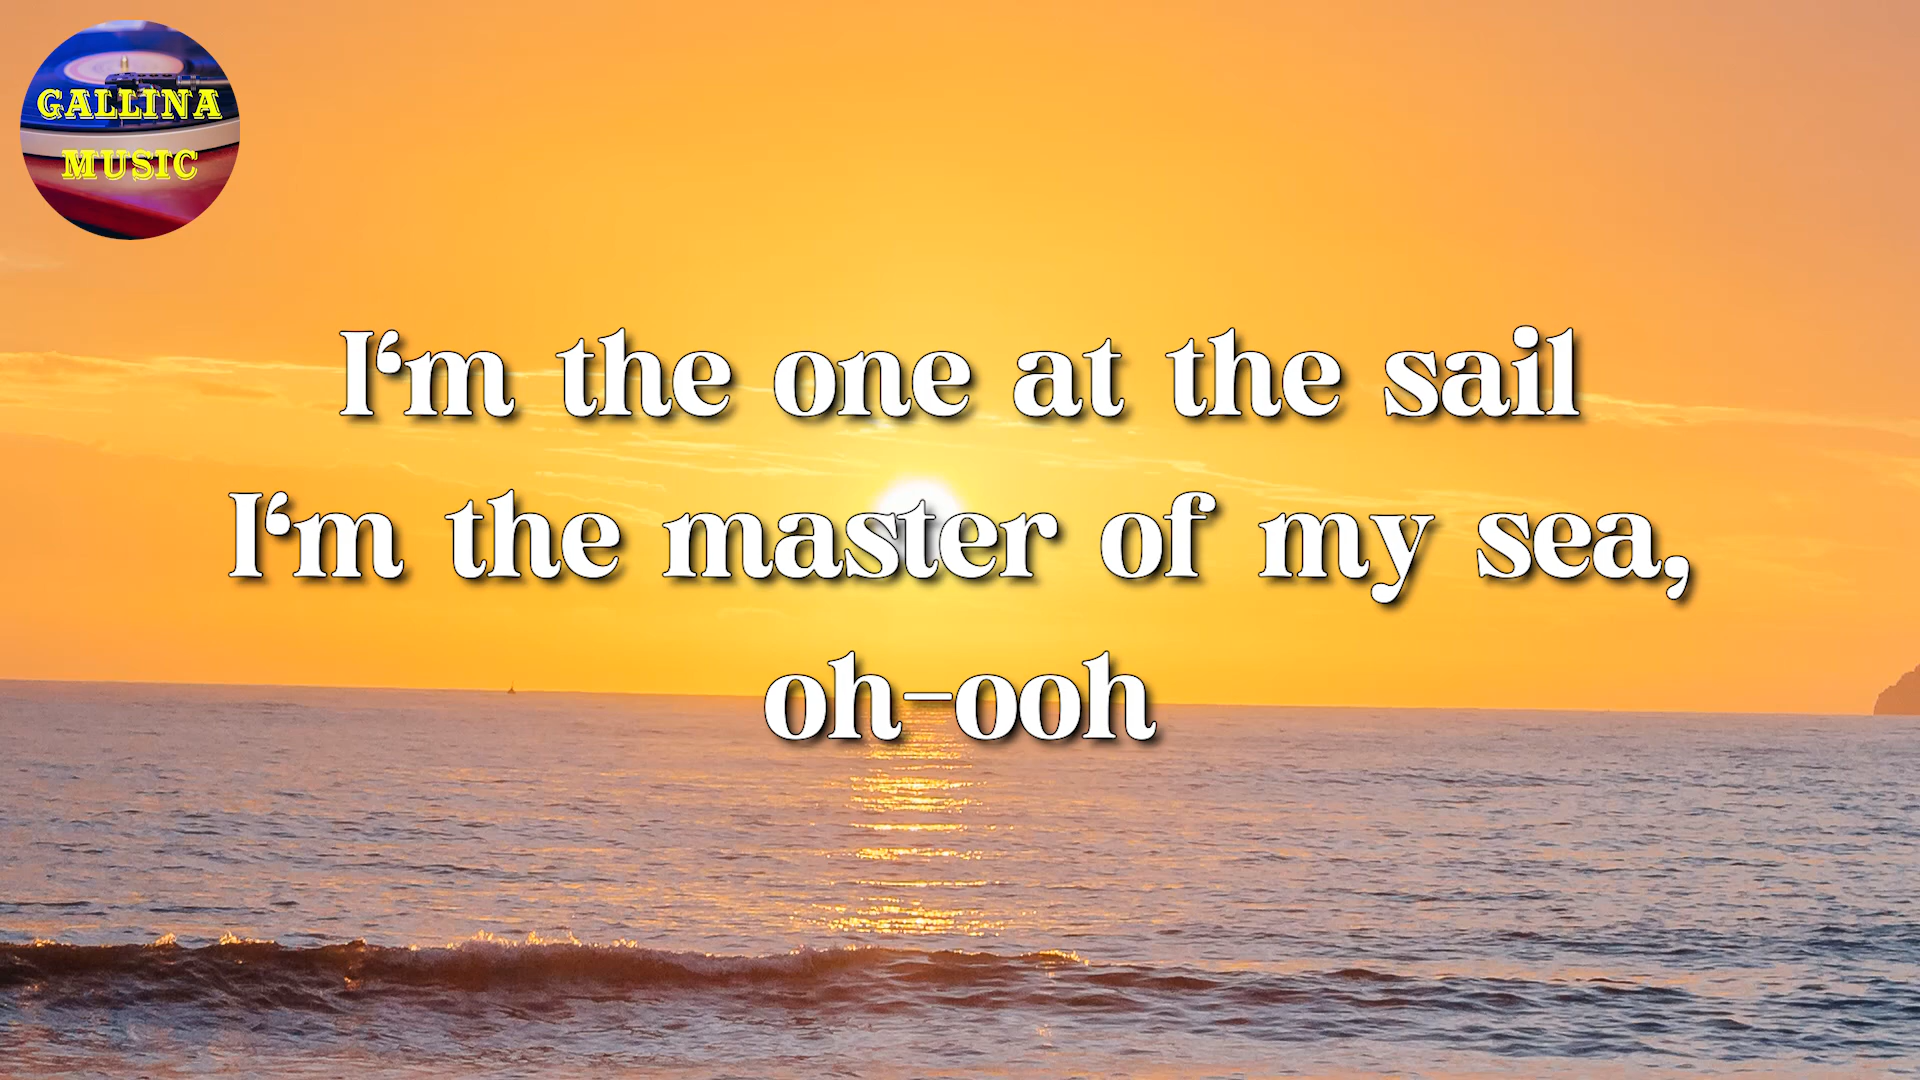 GALLINA
MUSIC
I‘m the one at the sail
I‘m the master of my sea,
oh-ooh